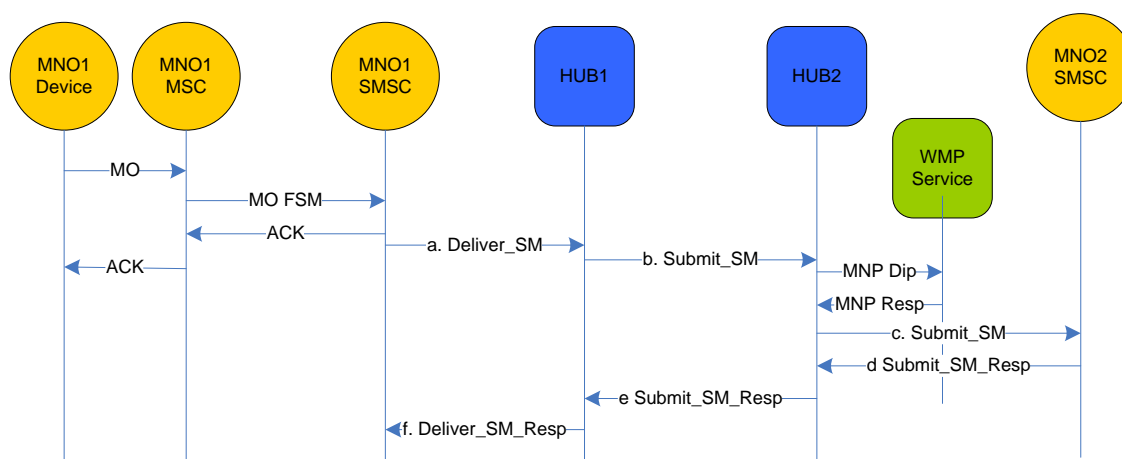 MNO1
Device
MNO1
MSC
MNO1
SMSC
HUB1
HUB2
MNO2
SMSC
WMP
Service
MO
MO FSM
ACK
a. Deliver_SM
b. Submit_SM
ACK
MNP Dip
MNP Resp
c. Submit_SM
d Submit_SM_Resp
e Submit_SM_Resp
f. Deliver_SM_Resp